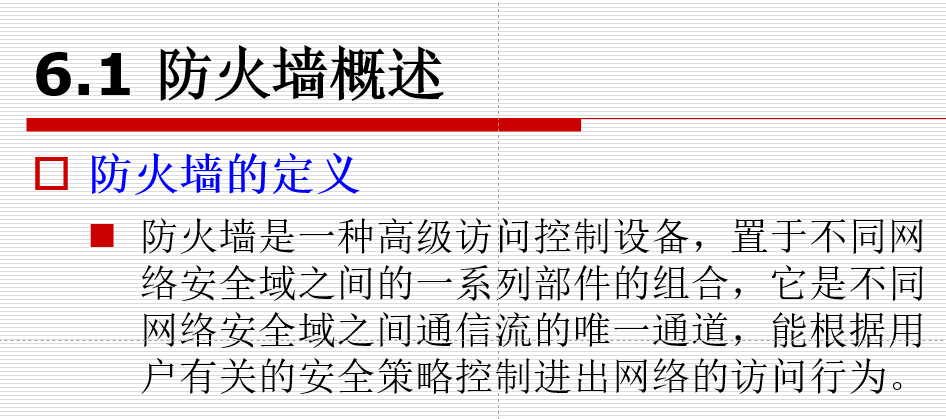 6.1 防火墙概述
防火墙的定义
防火墙是一种高级访问控制设备，置于不同网
络安全域之间的一系列部件的组合，它是不同
网络安全域之间通信流的唯一通道，能根据用
户有关的安全策略控制进出网络的访问行为。